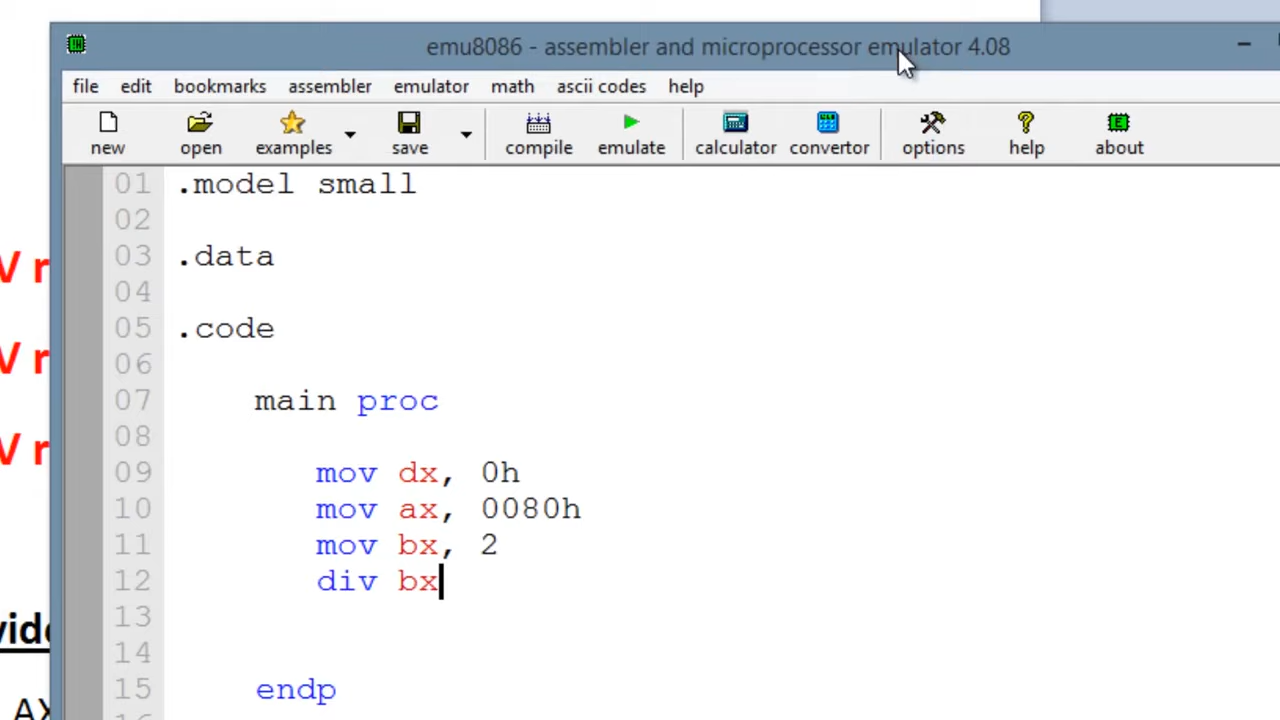 emu8086 - assembler and microprocessor emulator 4.08
file edit bookmarks assembler emulator math ascii codes help
new open examples save compile emulate calculator convertor options help about
01 .model small
02
03 .data
04
05 .code
06
V r
07 main proc
08
V r
09 mov dx, 0h
10 mov ax, 0080h
11 mov bx, 2
12 div bx
13
V r
14
15 endp
AX